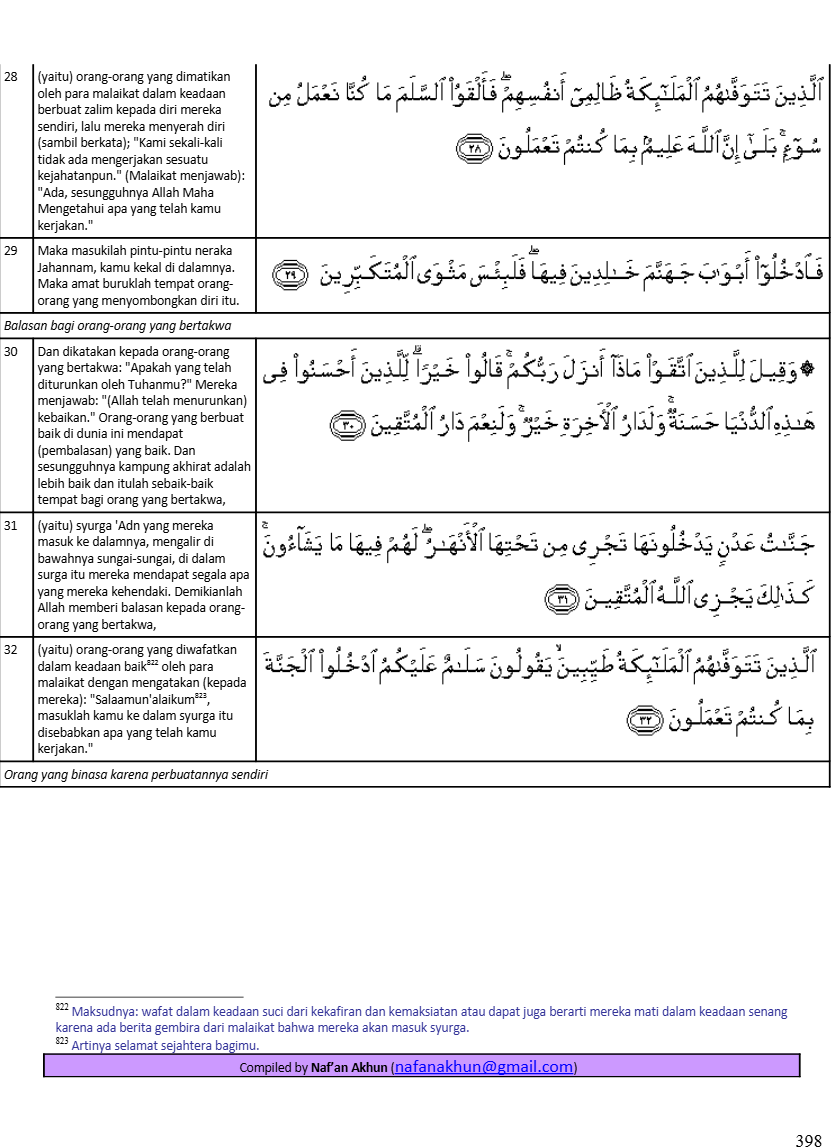 28
(yaitu) orang-orang yang dimatikan
oleh para malaikat dalam keadaan
berbuat zalim kepada diri mereka
sendiri, lalu mereka menyerah diri
(sambil berkata); "Kami sekali-kali
tidak ada mengerjakan sesuatu
kejahatanpun." (Malaikat menjawab):
"Ada, sesungguhnya Allah Maha
Mengetahui apa yang telah kamu
kerjakan."
ٱلَّذِينَ تَتَوَفَّىٰهُمُ ٱلْمَلَـٰٓئِكَةُ ظَالِمِىٓ أَنفُسِهِمْ ۖ فَأَلْقَوُا۟ ٱلسَّلَمَ مَا كُنَّا نَعْمَلُ مِن
سُوٓءٍۭ ۚ بَلَىٰٓ إِنَّ ٱللَّهَ عَلِيمٌۢ بِمَا كُنتُمْ تَعْمَلُونَ ﴿٢٨﴾
29
Maka masukilah pintu-pintu neraka
Jahannam, kamu kekal di dalamnya.
Maka amat buruklah tempat orang-
orang yang menyombongkan diri itu.
فَٱدْخُلُوٓا۟ أَبْوَٰبَ جَهَنَّمَ خَـٰلِدِينَ فِيهَا ۖ فَلَبِئْسَ مَثْوَى ٱلْمُتَكَبِّرِينَ ﴿٢٩﴾
Balasan bagi orang-orang yang bertakwa
30
Dan dikatakan kepada orang-orang
yang bertakwa: "Apakah yang telah
diturunkan oleh Tuhanmu?" Mereka
menjawab: "(Allah telah menurunkan)
kebaikan." Orang-orang yang berbuat
baik di dunia ini mendapat
(pembalasan) yang baik. Dan
sesungguhnya kampung akhirat adalah
lebih baik dan itulah sebaik-baik
tempat bagi orang yang bertakwa,
۞ وَقِيلَ لِلَّذِينَ ٱتَّقَوْا۟ مَاذَآ أَنزَلَ رَبُّكُمْ ۚ قَالُوا۟ خَيْرًا ۗ لِّلَّذِينَ أَحْسَنُوا۟ فِى
هَـٰذِهِ ٱلدُّنْيَا حَسَنَةٌ ۚ وَلَدَارُ ٱلْـَٔاخِرَةِ خَيْرٌ ۚ وَلَنِعْمَ دَارُ ٱلْمُتَّقِينَ ﴿٣٠﴾
31
(yaitu) syurga 'Adn yang mereka
masuk ke dalamnya, mengalir di
bawahnya sungai-sungai, di dalam
surga itu mereka mendapat segala apa
yang mereka kehendaki. Demikianlah
Allah memberi balasan kepada orang-
orang yang bertakwa,
جَنَّـٰتُ عَدْنٍ يَدْخُلُونَهَا تَجْرِى مِن تَحْتِهَا ٱلْأَنْهَـٰرُ ۖ لَهُمْ فِيهَا مَا يَشَآءُونَ ۚ
كَذَٰلِكَ يَجْزِى ٱللَّهُ ٱلْمُتَّقِينَ ﴿٣١﴾
32
(yaitu) orang-orang yang diwafatkan
dalam keadaan baik⁸²² oleh para
malaikat dengan mengatakan (kepada
mereka): "Salaamun'alaikum⁸²³,
masuklah kamu ke dalam syurga itu
disebabkan apa yang telah kamu
kerjakan."
ٱلَّذِينَ تَتَوَفَّىٰهُمُ ٱلْمَلَـٰٓئِكَةُ طَيِّبِينَ ۙ يَقُولُونَ سَلَـٰمٌ عَلَيْكُمُ ٱدْخُلُوا۟ ٱلْجَنَّةَ
بِمَا كُنتُمْ تَعْمَلُونَ ﴿٣٢﴾
Orang yang binasa karena perbuatannya sendiri
⁸²² Maksudnya: wafat dalam keadaan suci dari kekafiran dan kemaksiatan atau dapat juga berarti mereka mati dalam keadaan senang
karena ada berita gembira dari malaikat bahwa mereka akan masuk syurga.
⁸²³ Artinya selamat sejahtera bagimu.
Compiled by Naf'an Akhun (nafanakhun@gmail.com)
398